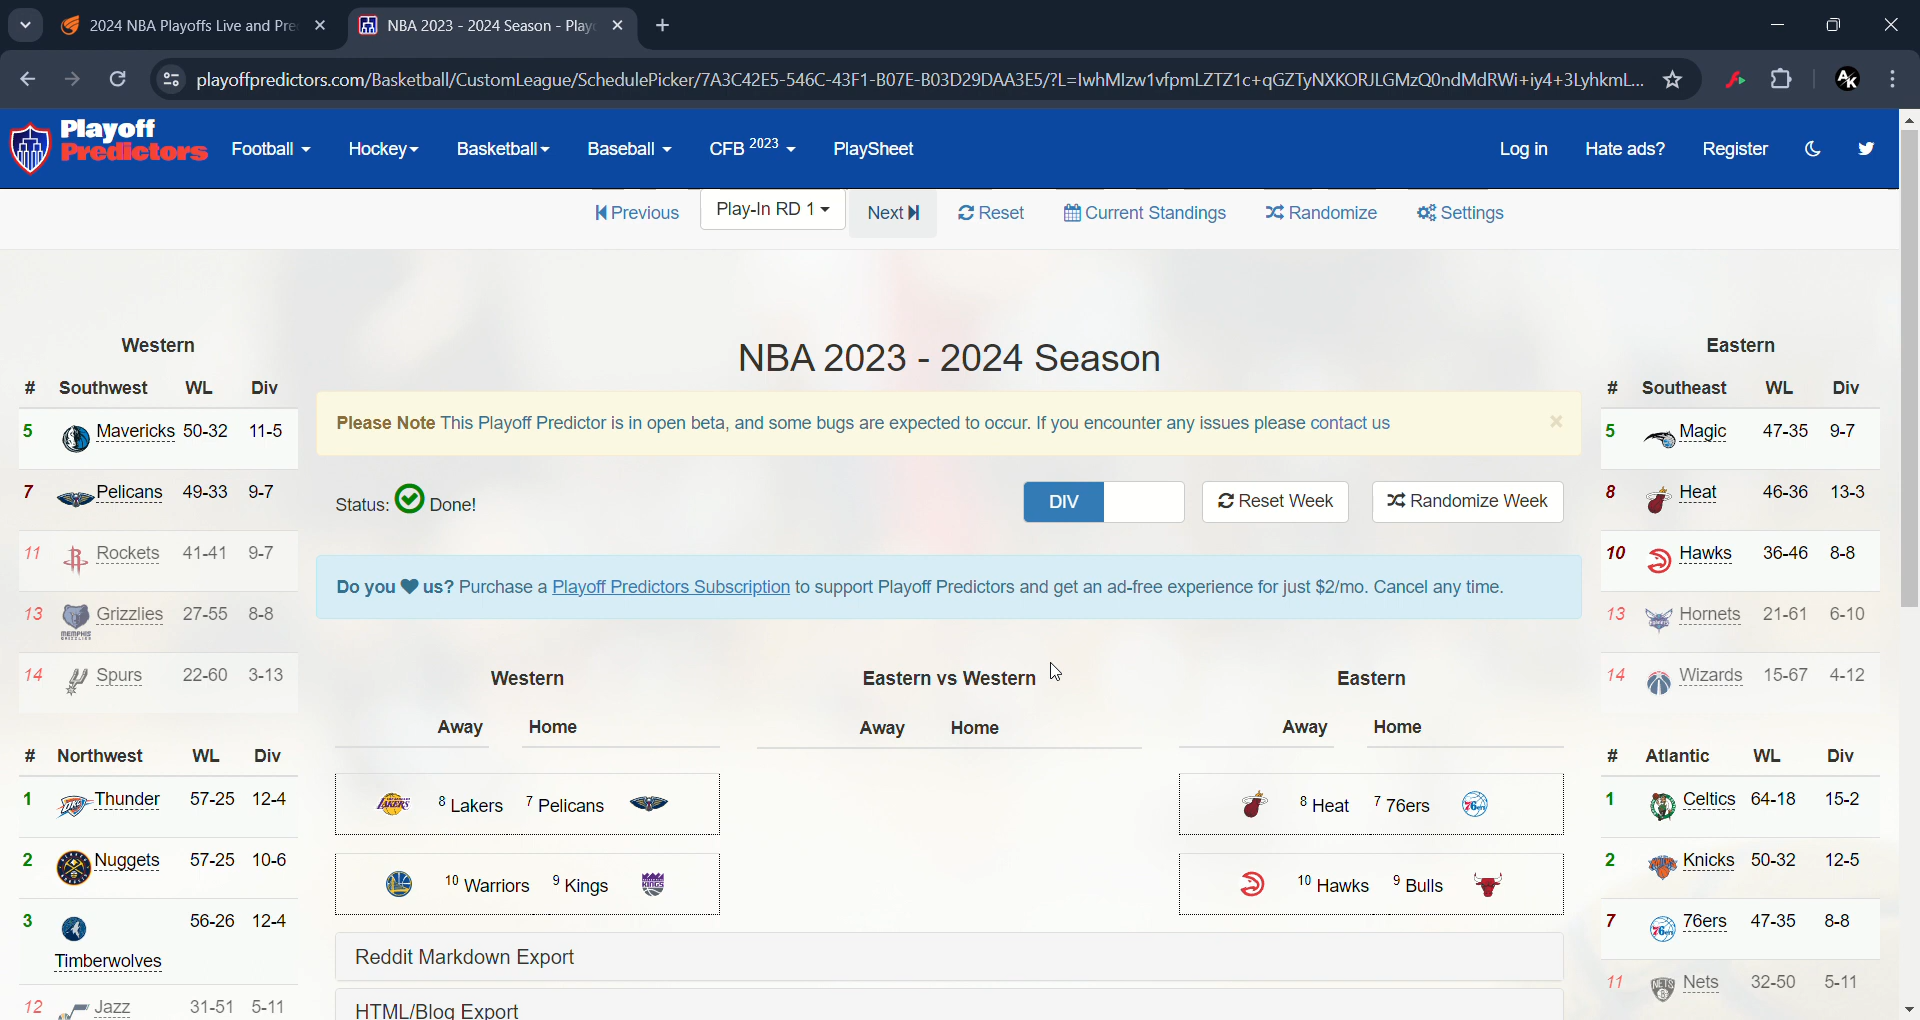 2024 NBA Playoffs Live and Pre
NBA 2023 - 2024 Season - Play
playoffpredictors.com/Basketball/CustomLeague/SchedulePicker/7A3C42E5-546C-43F1-B07E-B03D29DAA3E5/?L=IwhMIzw1vfpmLZTZ1c+qGZTyNXKORJLGMzQ0ndMdRWi+iy4+3LyhkmL...
AK
Playoff
Predictors
Football
Hockey
Basketball
Baseball
CFB 2023
PlaySheet
Log in
Hate ads?
Register
Previous
Play-In RD 1
Next
Reset
Current Standings
Randomize
Settings
Western
# Southwest WL Div
5 Mavericks 50-32 11-5
7 Pelicans 49-33 9-7
11 Rockets 41-41 9-7
13 Grizzlies 27-55 8-8
MEMPHIS
GRIZZLIES
14 Spurs 22-60 3-13
# Northwest WL Div
1 Thunder 57-25 12-4
2 Nuggets 57-25 10-6
3 56-26 12-4
Timberwolves
12 Jazz 31-51 5-11
NBA 2023 - 2024 Season
Please Note This Playoff Predictor is in open beta, and some bugs are expected to occur. If you encounter any issues please contact us
×
Status: Done!
DIV
Reset Week
Randomize Week
Do you us? Purchase a Playoff Predictors Subscription to support Playoff Predictors and get an ad-free experience for just $2/mo. Cancel any time.
Western
Away Home
LAKERS 8 Lakers 7 Pelicans
10 Warriors 9 Kings KINGS
Eastern vs Western
Away Home
Eastern
Away Home
8 Heat 7 76ers 76ers
10 Hawks 9 Bulls
Reddit Markdown Export
HTML/Blog Export
Eastern
# Southeast WL Div
5 Magic 47-35 9-7
8 Heat 46-36 13-3
10 Hawks 36-46 8-8
13 Hornets 21-61 6-10
14 Wizards 15-67 4-12
# Atlantic WL Div
1 Celtics 64-18 15-2
2 Knicks 50-32 12-5
7 76ers 76ers 47-35 8-8
11 NETS Nets 32-50 5-11